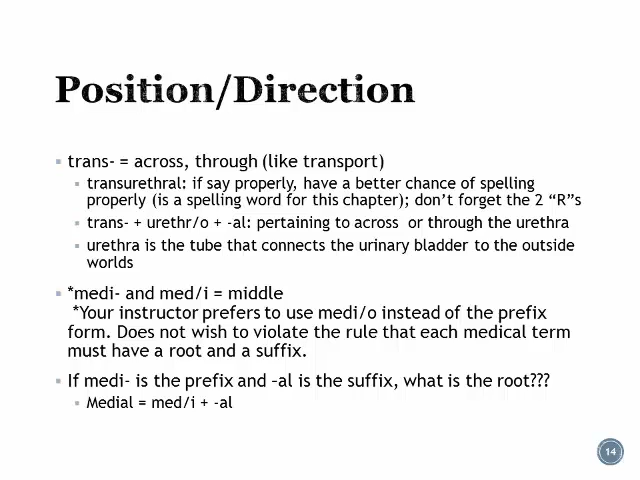 Position/Direction
▪ trans- = across, through (like transport)
▪ transurethral: if say properly, have a better chance of spelling
properly (is a spelling word for this chapter); don’t forget the 2 “R”s
▪ trans- + urethr/o + -al: pertaining to across or through the urethra
▪ urethra is the tube that connects the urinary bladder to the outside
worlds
▪ *medi- and med/i = middle
*Your instructor prefers to use medi/o instead of the prefix
form. Does not wish to violate the rule that each medical term
must have a root and a suffix.
▪ If medi- is the prefix and –al is the suffix, what is the root???
▪ Medial = med/i + -al
14